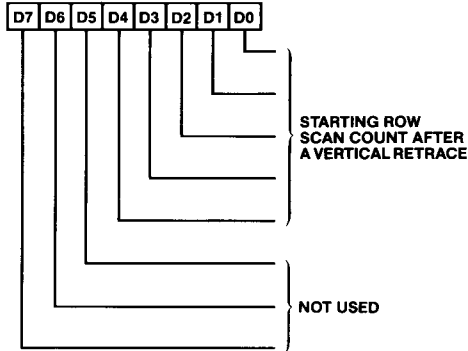 D7 D6 D5 D4 D3 D2 D1 D0
STARTING ROW
SCAN COUNT AFTER
A VERTICAL RETRACE
NOT USED